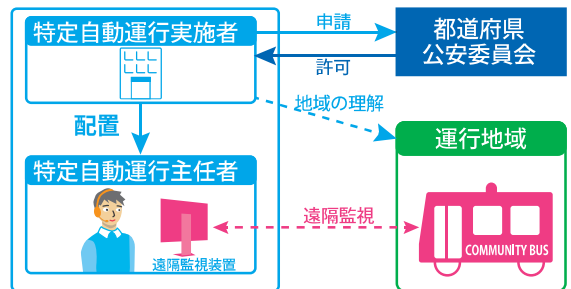 特定自動運行実施者
申請
許可
都道府県
公安委員会
地域の理解
配置
運行地域
特定自動運行主任者
遠隔監視
遠隔監視装置
COMMUNITY BUS